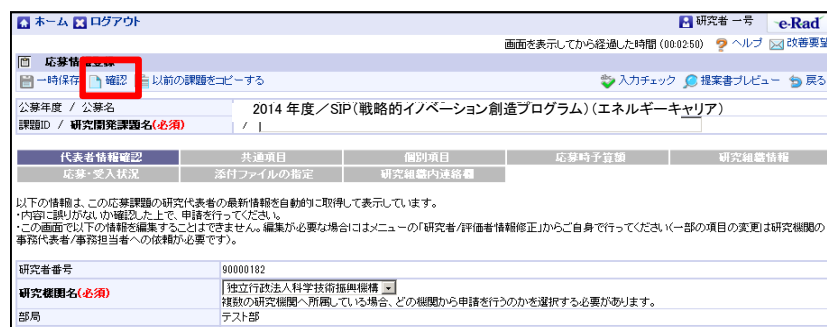 ホーム ログアウト 研究者 一号 e-Rad
画面を表示してから経過した時間 (00:02:50) ヘルプ 改善要望
応募情報登録
一時保存 確認 以前の課題をコピーする 入力チェック 提案書プレビュー 戻る
公募年度 / 公募名 2014 年度／SIP（戦略的イノベーション創造プログラム）（エネルギーキャリア）
課題ID / 研究開発課題名(必須) /
代表者情報確認 共通項目 個別項目 応募時予算額 研究組織情報
応募・受入状況 添付ファイルの指定 研究組織内連絡欄
以下の情報は、この応募課題の研究代表者の最新情報を自動的に取得して表示しています。
・内容に誤りがないか確認した上で、申請を行ってください。
・この画面で以下の情報を編集することはできません。編集が必要な場合にはメニューの「研究者/評価者情報修正」からご自身で行ってください(一部の項目の変更は研究機関の
事務代表者/事務担当者への依頼が必要です)。
研究者番号 90000182
研究機関名(必須) 独立行政法人科学技術振興機構
複数の研究機関へ所属している場合、どの機関から申請を行うのかを選択する必要があります。
部局 テスト部